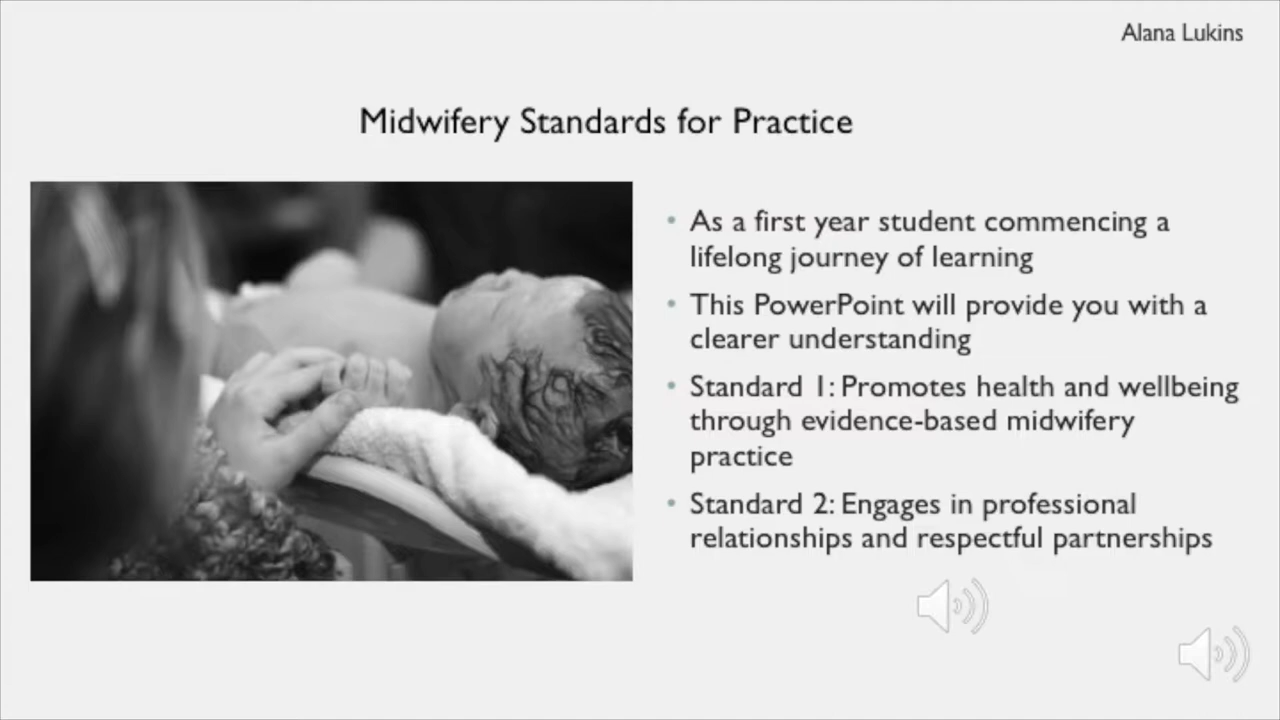 Alana Lukins
Midwifery Standards for Practice
• As a first year student commencing a
lifelong journey of learning
• This PowerPoint will provide you with a
clearer understanding
• Standard 1: Promotes health and wellbeing
through evidence-based midwifery
practice
• Standard 2: Engages in professional
relationships and respectful partnerships